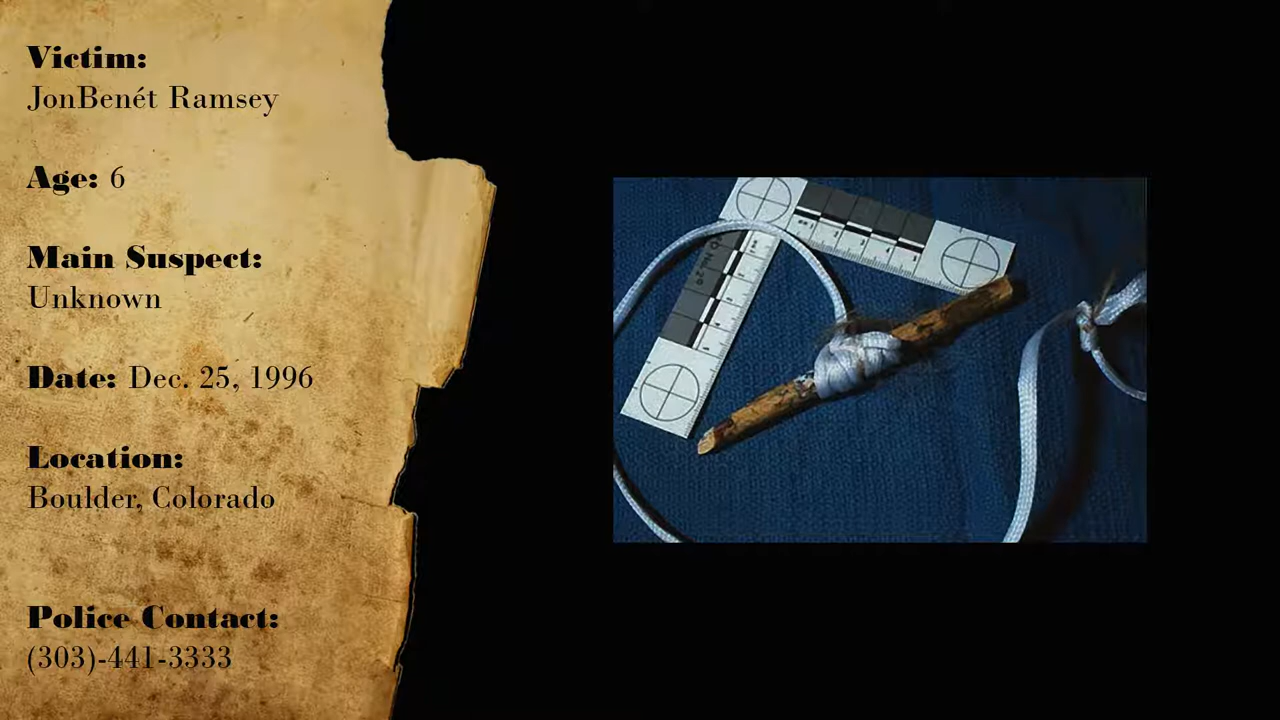 Victim:
JonBenét Ramsey
Age: 6
Main Suspect:
Unknown
Date: Dec. 25, 1996
Location:
Boulder, Colorado
Police Contact:
(303)-441-3333